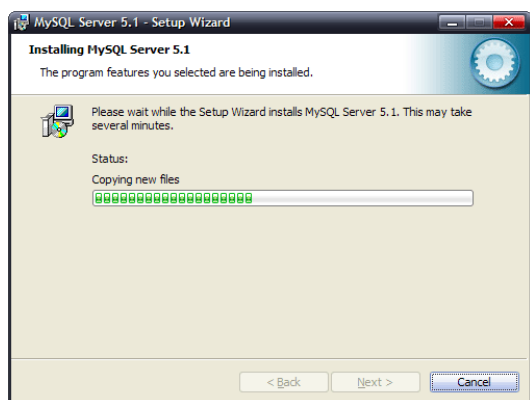 MySQL Server 5.1 - Setup Wizard
Installing MySQL Server 5.1
The program features you selected are being installed.
Please wait while the Setup Wizard installs MySQL Server 5.1. This may take
several minutes.
Status:
Copying new files
< Back Next > Cancel